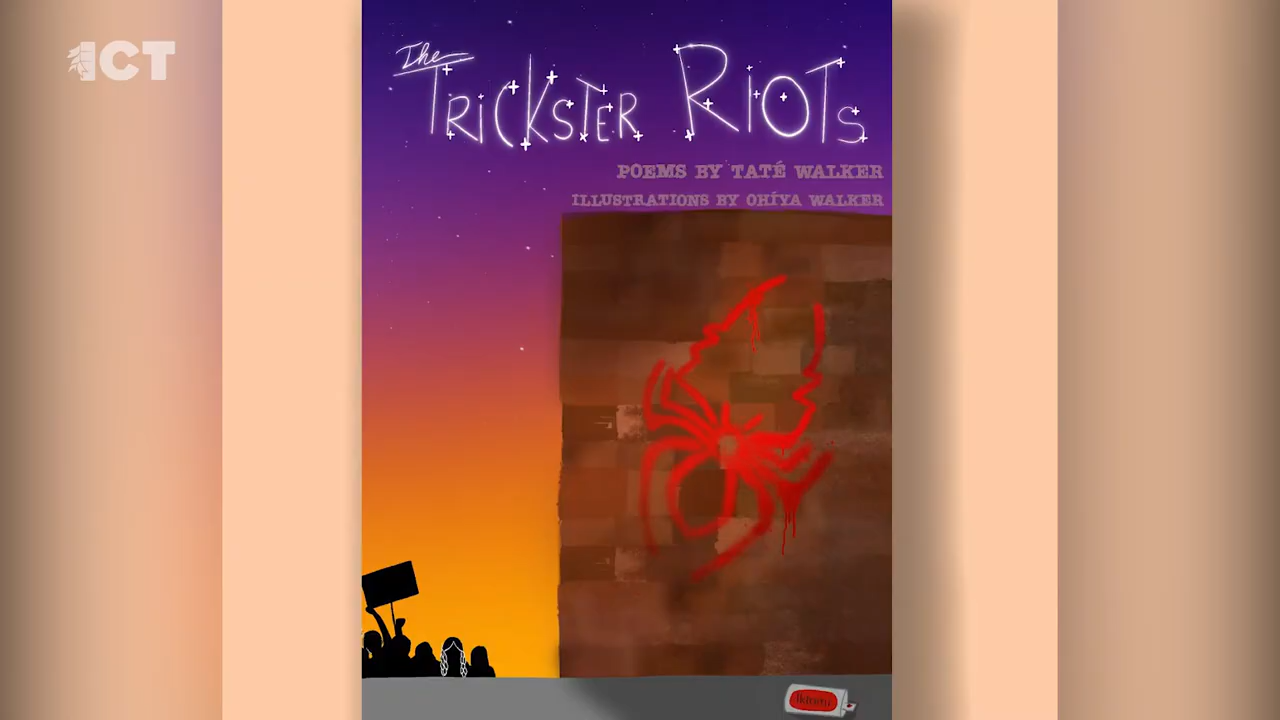 ICT
The
TRiCKSTER RiOTs
POEMS BY TATÉ WALKER
ILLUSTRATIONS BY OHÍYA WALKER